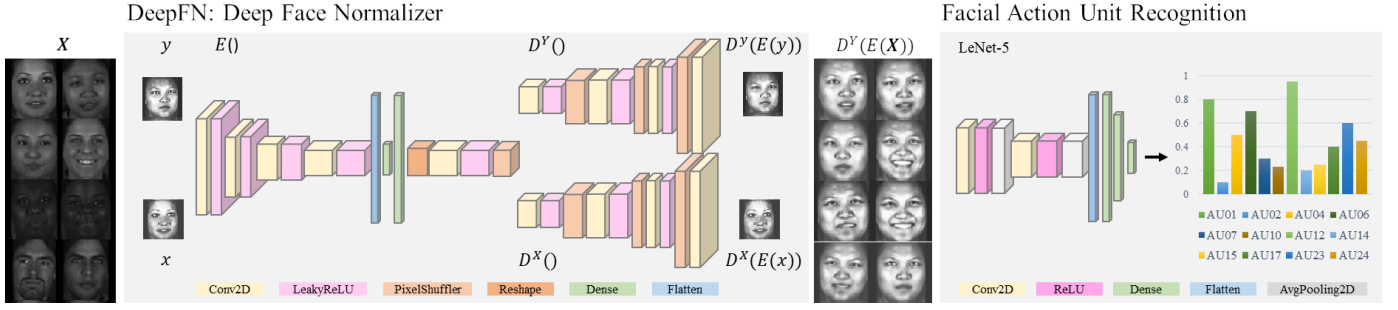 DeepFN: Deep Face Normalizer
Facial Action Unit Recognition
X
y
E()
D^Y()
D^y(E(y))
D^Y(E(X))
LeNet-5
1
0.8
0.6
0.4
0.2
0
x
D^X()
D^X(E(x))
AU01 AU02 AU04 AU06
AU07 AU10 AU12 AU14
AU15 AU17 AU23 AU24
Conv2D LeakyReLU PixelShuffler Reshape Dense Flatten
Conv2D ReLU Dense Flatten AvgPooling2D